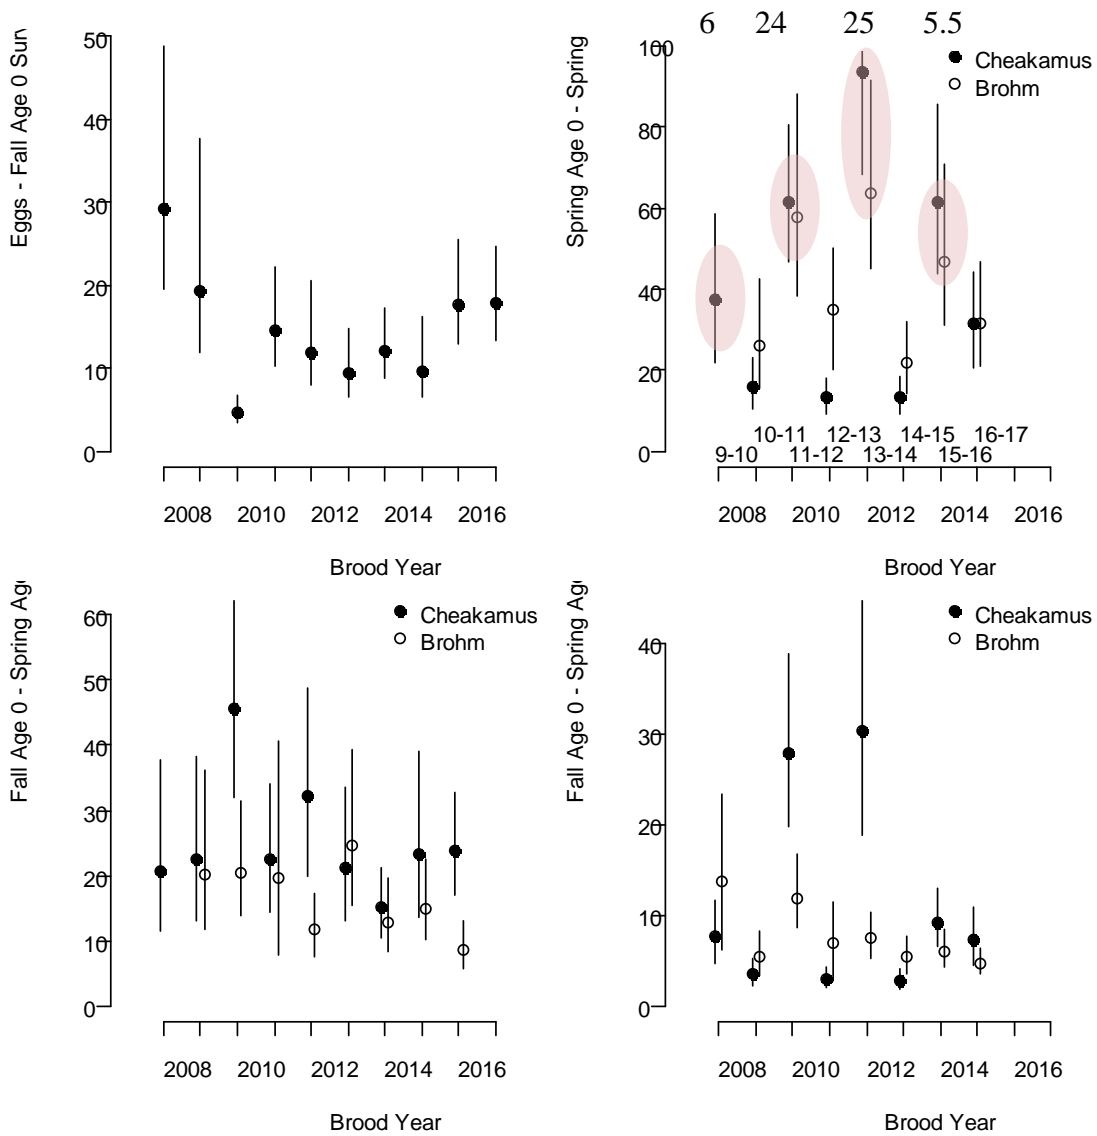 Eggs - Fall Age 0 Sur
50
40
30
20
10
0
2008 2010 2012 2014 2016
Brood Year
6 24 25 5.5
Spring Age 0 - Spring
100
80
60
40
20
0
Cheakamus
Brohm
10-11 12-13 14-15 16-17
9-10 11-12 13-14 15-16
2008 2010 2012 2014 2016
Brood Year
Fall Age 0 - Spring Age
60
50
40
30
20
10
0
Cheakamus
Brohm
2008 2010 2012 2014 2016
Brood Year
Fall Age 0 - Spring Age
40
30
20
10
0
Cheakamus
Brohm
2008 2010 2012 2014 2016
Brood Year